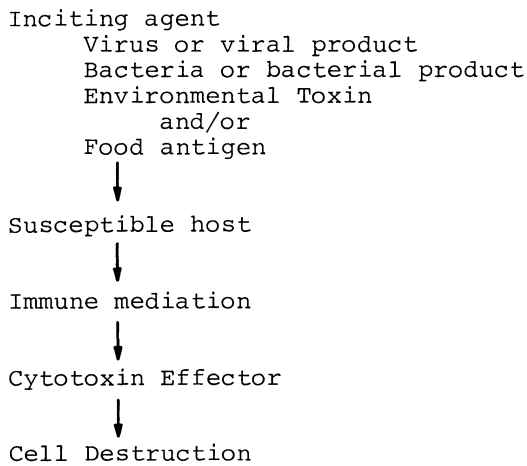 Inciting agent
Virus or viral product
Bacteria or bacterial product
Environmental Toxin
and/or
Food antigen
Susceptible host
Immune mediation
Cytotoxin Effector
Cell Destruction